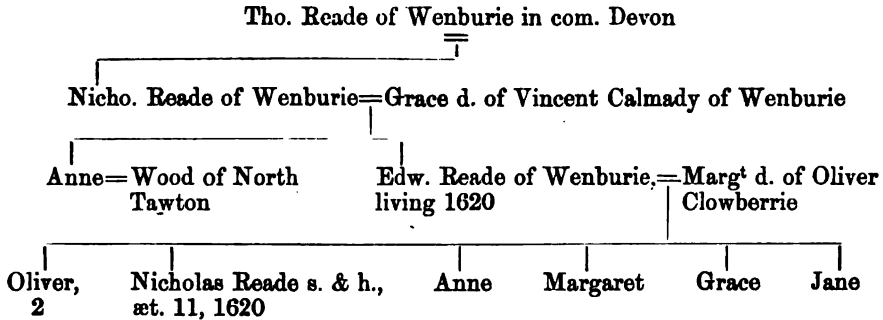 Tho. Reade of Wenburie in com. Devon
Nicho. Reade of Wenburie=Grace d. of Vincent Calmady of Wenburie
Anne=Wood of North Edw. Reade of Wenburie,=Margᵗ d. of Oliver
Tawton living 1620 Clowberrie
Oliver, Nicholas Reade s. & h., Anne Margaret Grace Jane
2 æt. 11, 1620